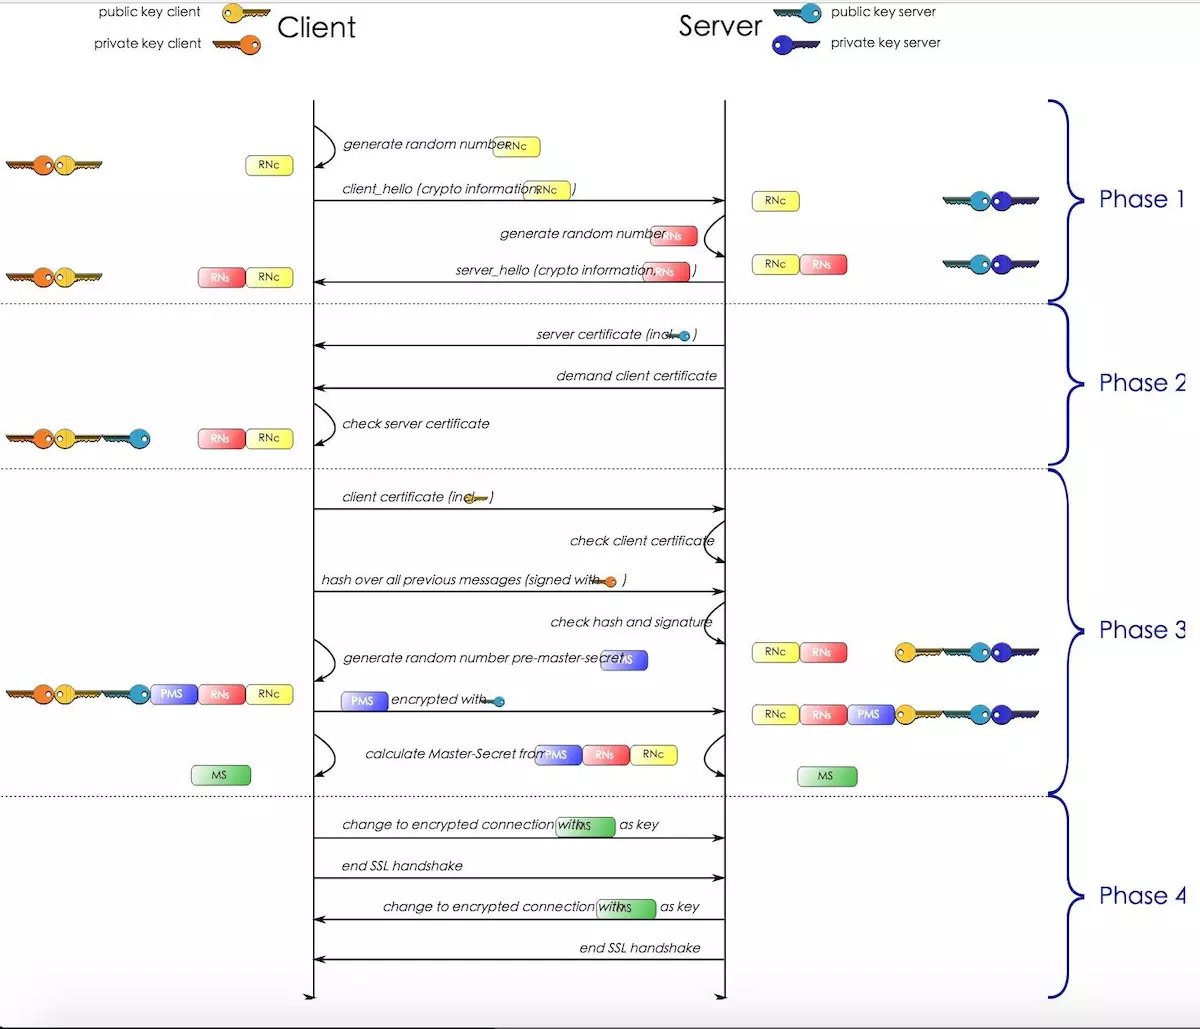 public key client
Client
private key client
Server
public key server
private key server
generate random number RNc
RNc
client_hello (crypto information, RNc )
RNc
Phase 1
generate random number RNs
RNc RNs
server_hello (crypto information, RNs )
RNs RNc
server certificate (incl. )
demand client certificate
Phase 2
check server certificate
RNs RNc
client certificate (incl. )
check client certificate
hash over all previous messages (signed with )
check hash and signature
Phase 3
RNc RNs
generate random number pre-master-secret PMS
PMS RNs RNc
PMS encrypted with
RNc RNs PMS
calculate Master-Secret from PMS RNs RNc
MS
MS
change to encrypted connection with MS as key
end SSL handshake
Phase 4
change to encrypted connection with MS as key
end SSL handshake